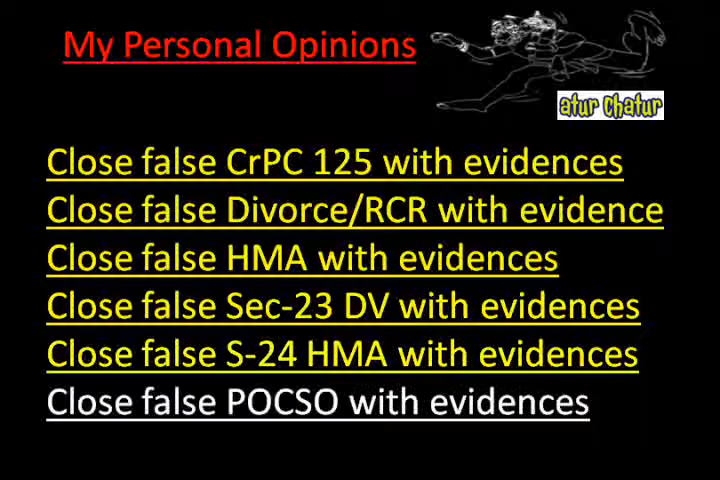 My Personal Opinions
atur chatur
Close false CrPC 125 with evidences
Close false Divorce/RCR with evidence
Close false HMA with evidences
Close false Sec-23 DV with evidences
Close false S-24 HMA with evidences
Close false POCSO with evidences